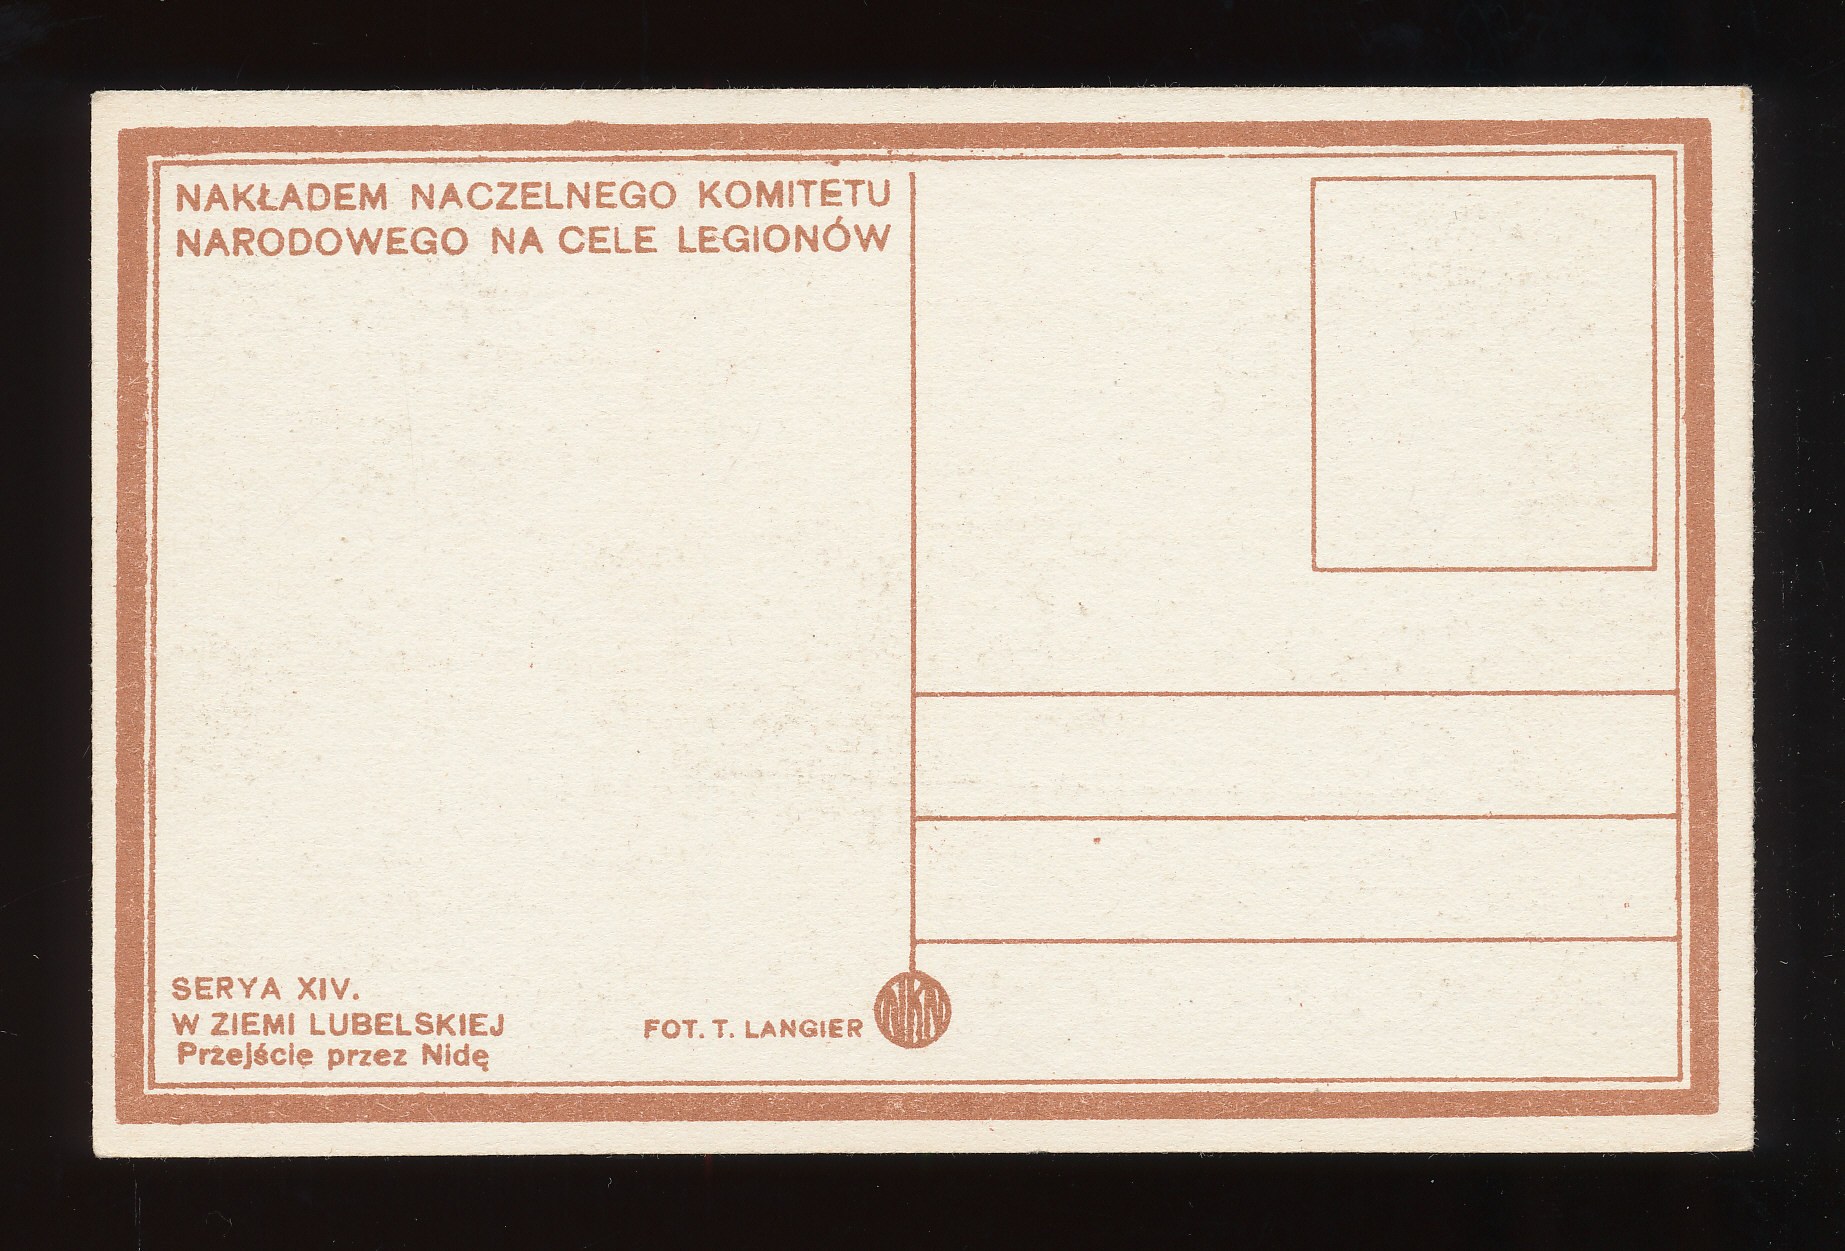 NAKŁADEM NACZELNEGO KOMITETU
NARODOWEGO NA CELE LEGIONÓW
SERYA XIV.
W ZIEMI LUBELSKIEJ
Przejście przez Nidę
FOT. T. LANGIER
NKN